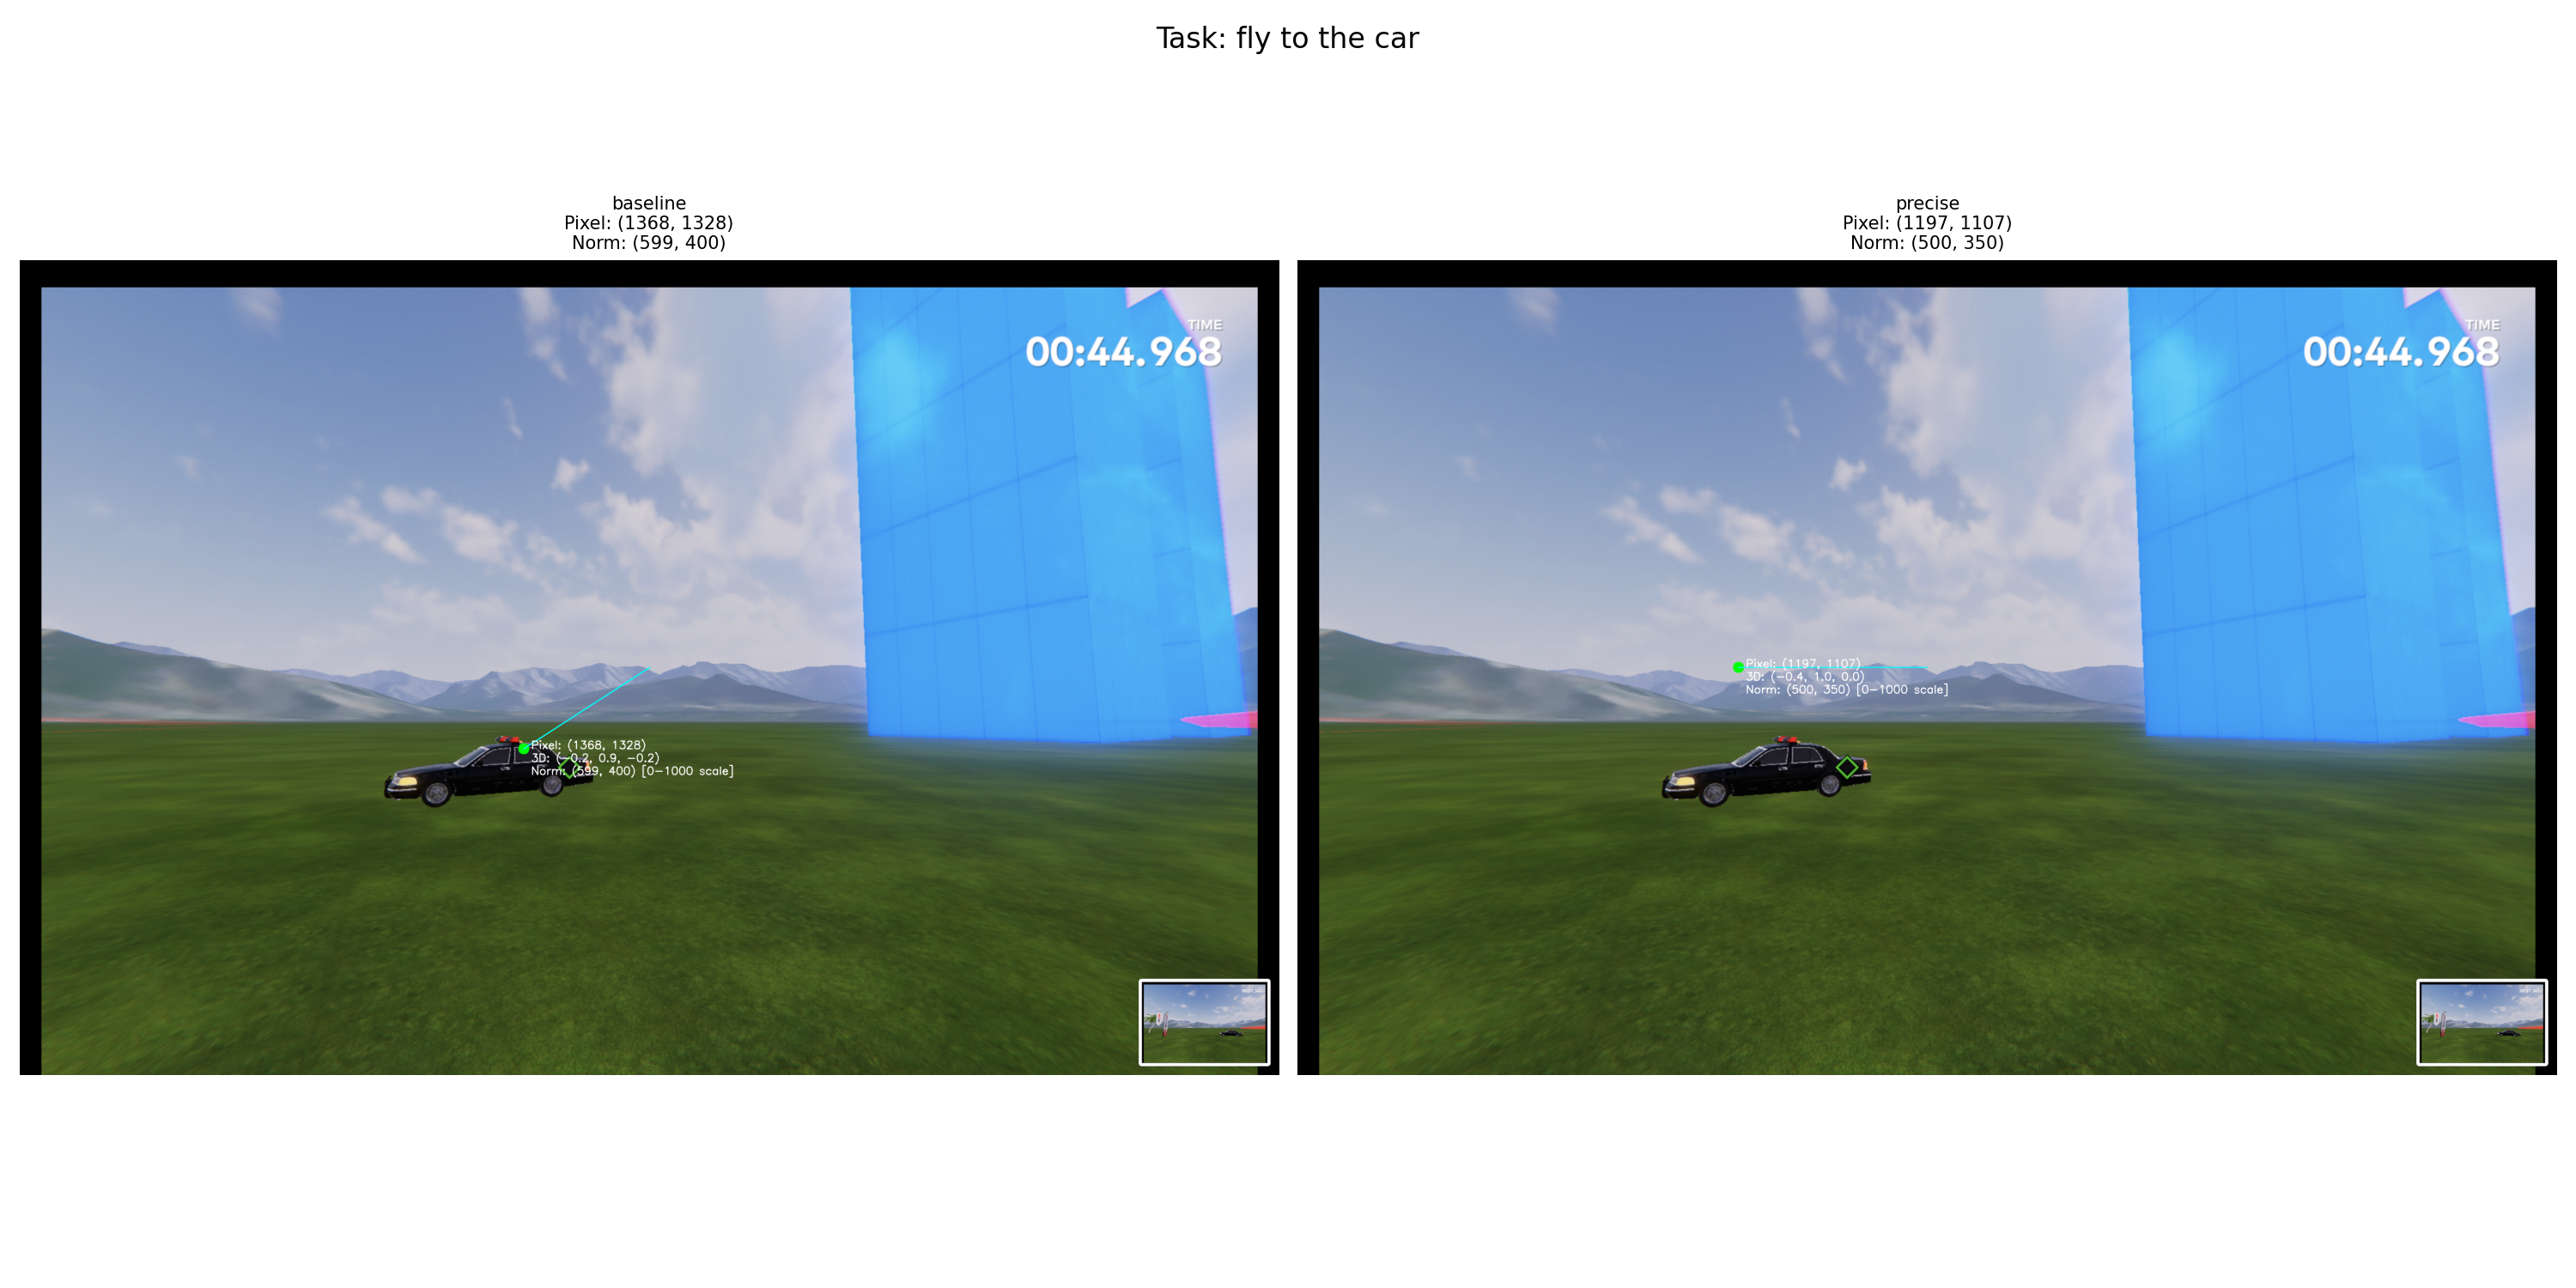 Task: fly to the car
baseline
Pixel: (1368, 1328)
Norm: (599, 400)
TIME
00:44.968
Pixel: (1368, 1328)
3D: (−0.2, 0.9, −0.2)
Norm: (599, 400) [0−1000 scale]
precise
Pixel: (1197, 1107)
Norm: (500, 350)
TIME
00:44.968
Pixel: (1197, 1107)
3D: (−0.4, 1.0, 0.0)
Norm: (500, 350) [0−1000 scale]